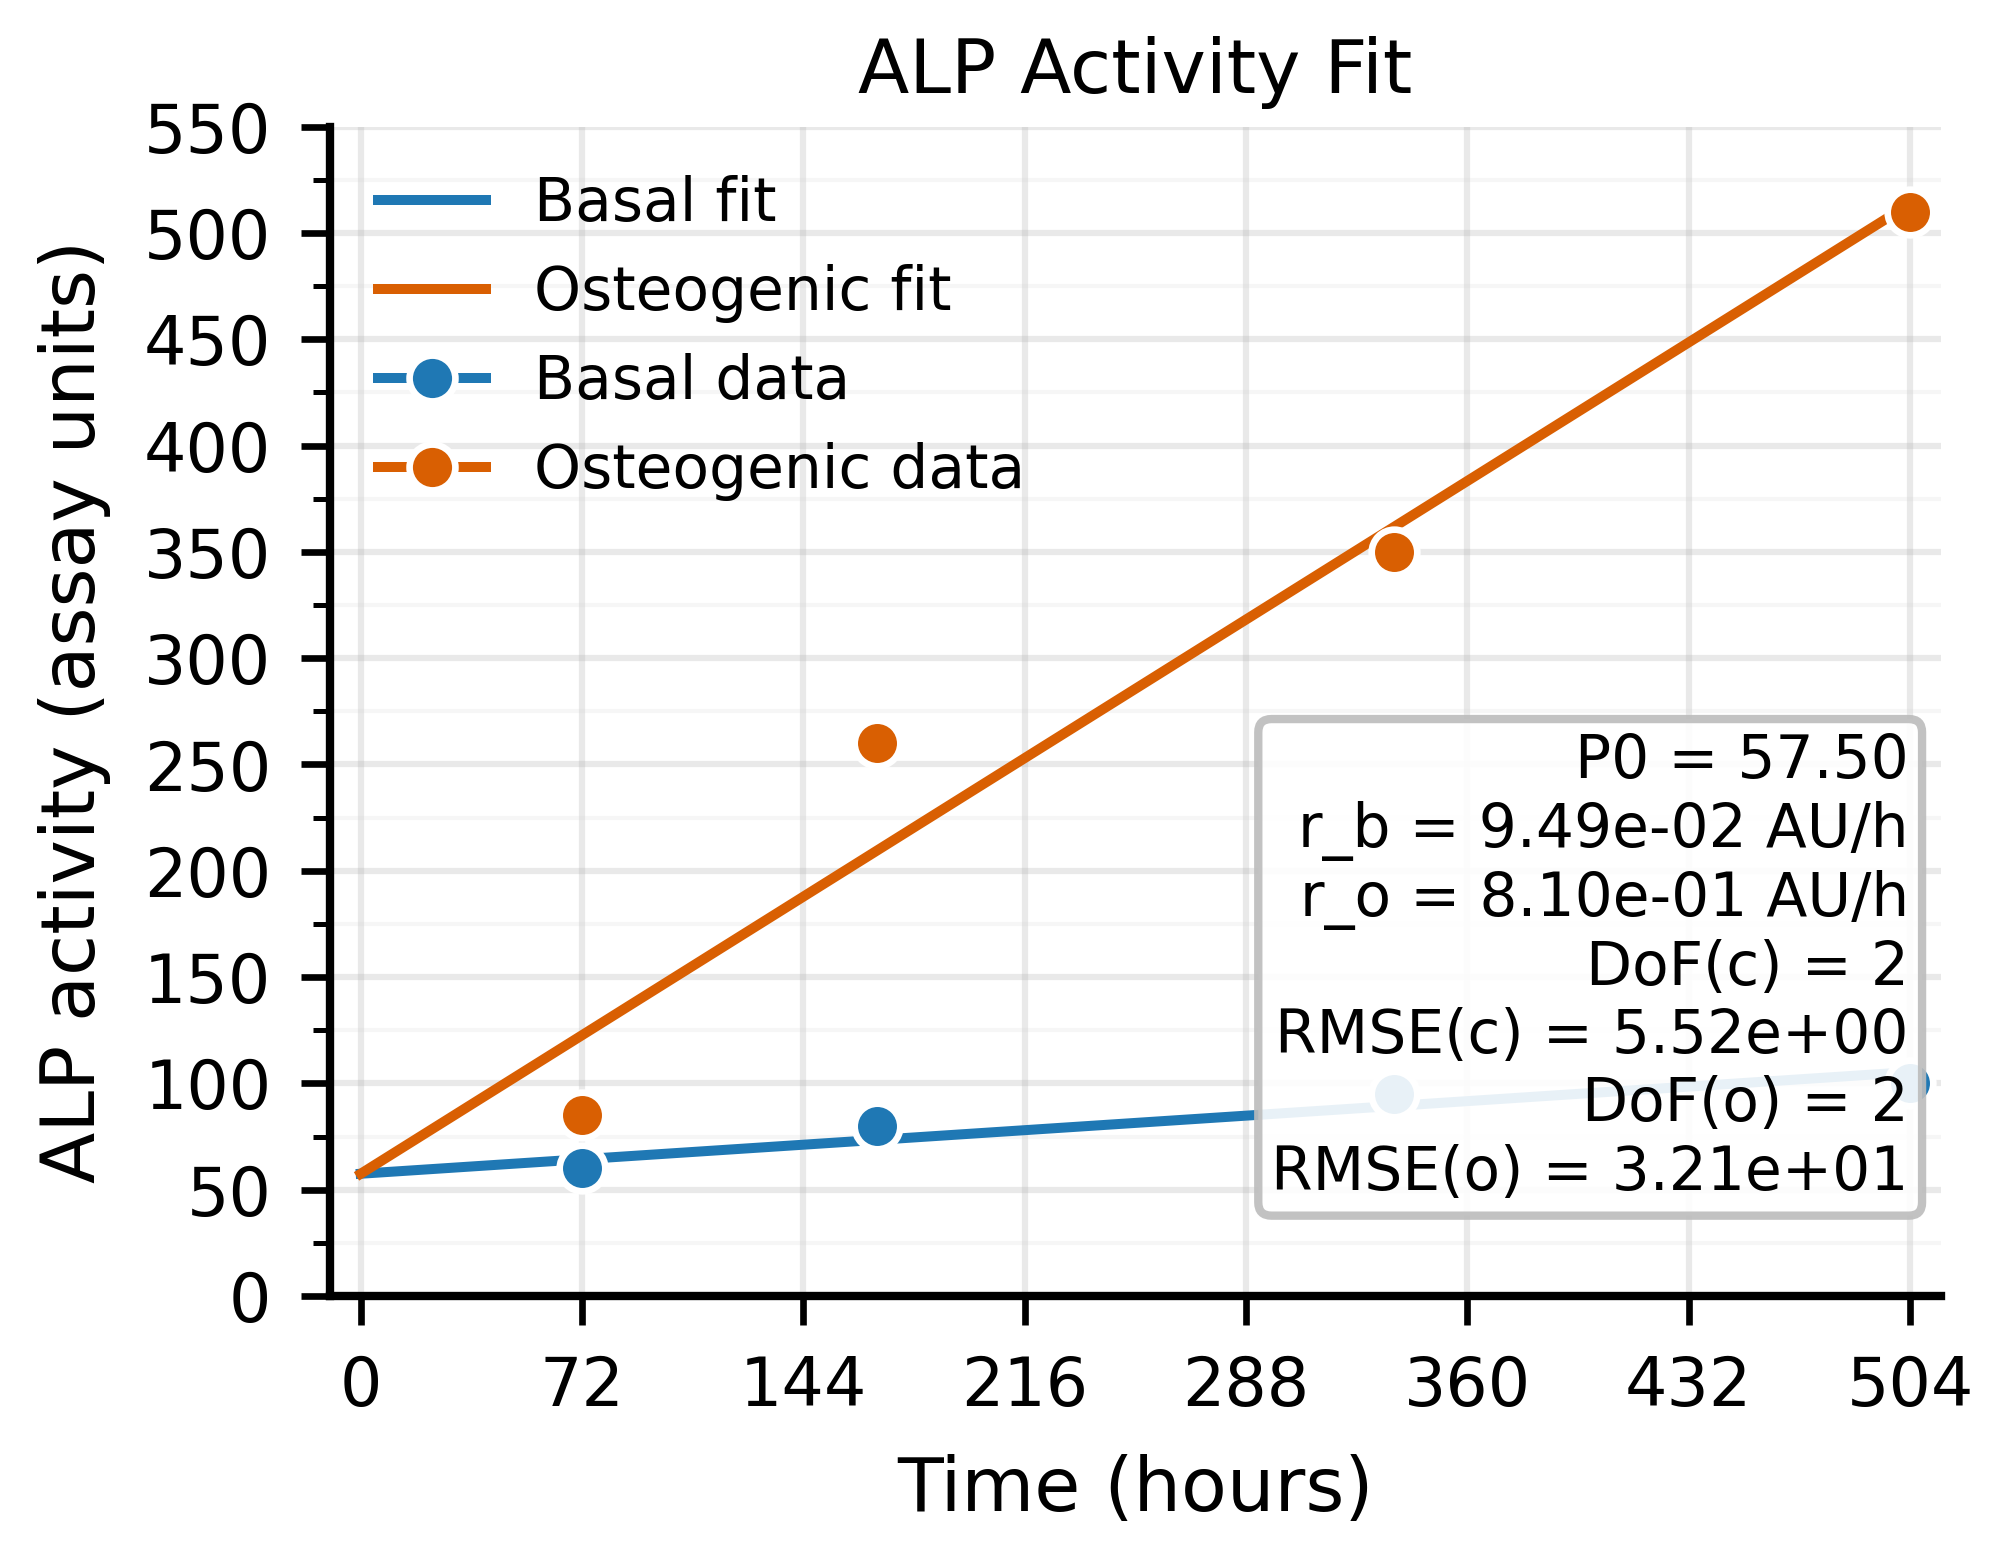 ALP Activity Fit
ALP activity (assay units)
550
500
450
400
350
300
250
200
150
100
50
0
Basal fit
Osteogenic fit
Basal data
Osteogenic data
P0 = 57.50
r_b = 9.49e-02 AU/h
r_o = 8.10e-01 AU/h
DoF(c) = 2
RMSE(c) = 5.52e+00
DoF(o) = 2
RMSE(o) = 3.21e+01
0 72 144 216 288 360 432 504
Time (hours)